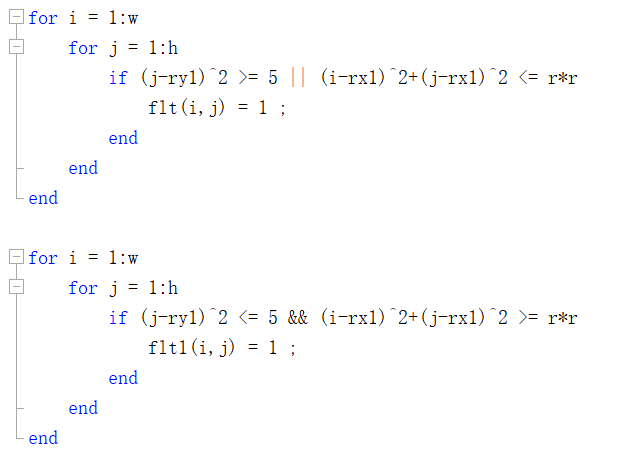 for i = 1:w
for j = 1:h
if (j-ry1)^2 >= 5 || (i-rx1)^2+(j-rx1)^2 <= r*r
flt(i,j) = 1 ;
end
end
end
for i = 1:w
for j = 1:h
if (j-ry1)^2 <= 5 && (i-rx1)^2+(j-rx1)^2 >= r*r
flt1(i,j) = 1 ;
end
end
end